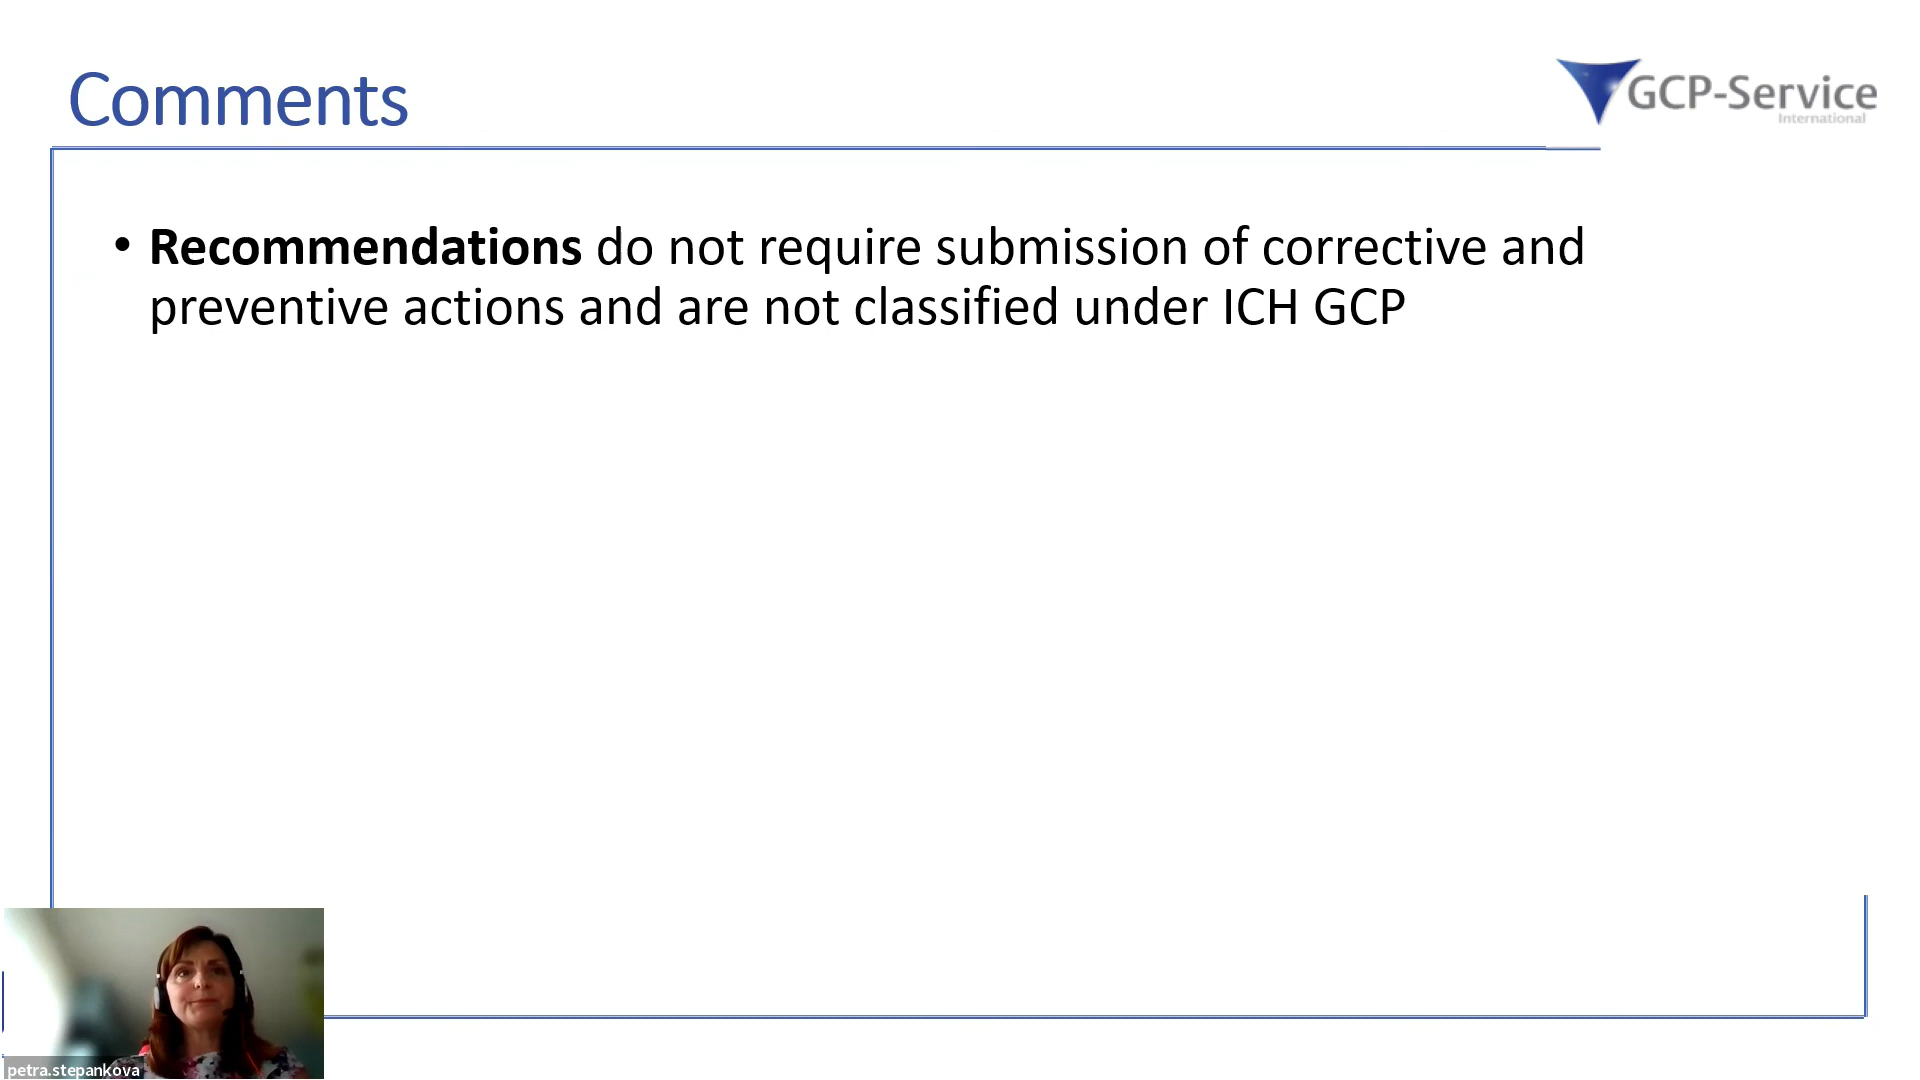 Comments
GCP-Service
International
• Recommendations do not require submission of corrective and
preventive actions and are not classified under ICH GCP
petra.stepankova